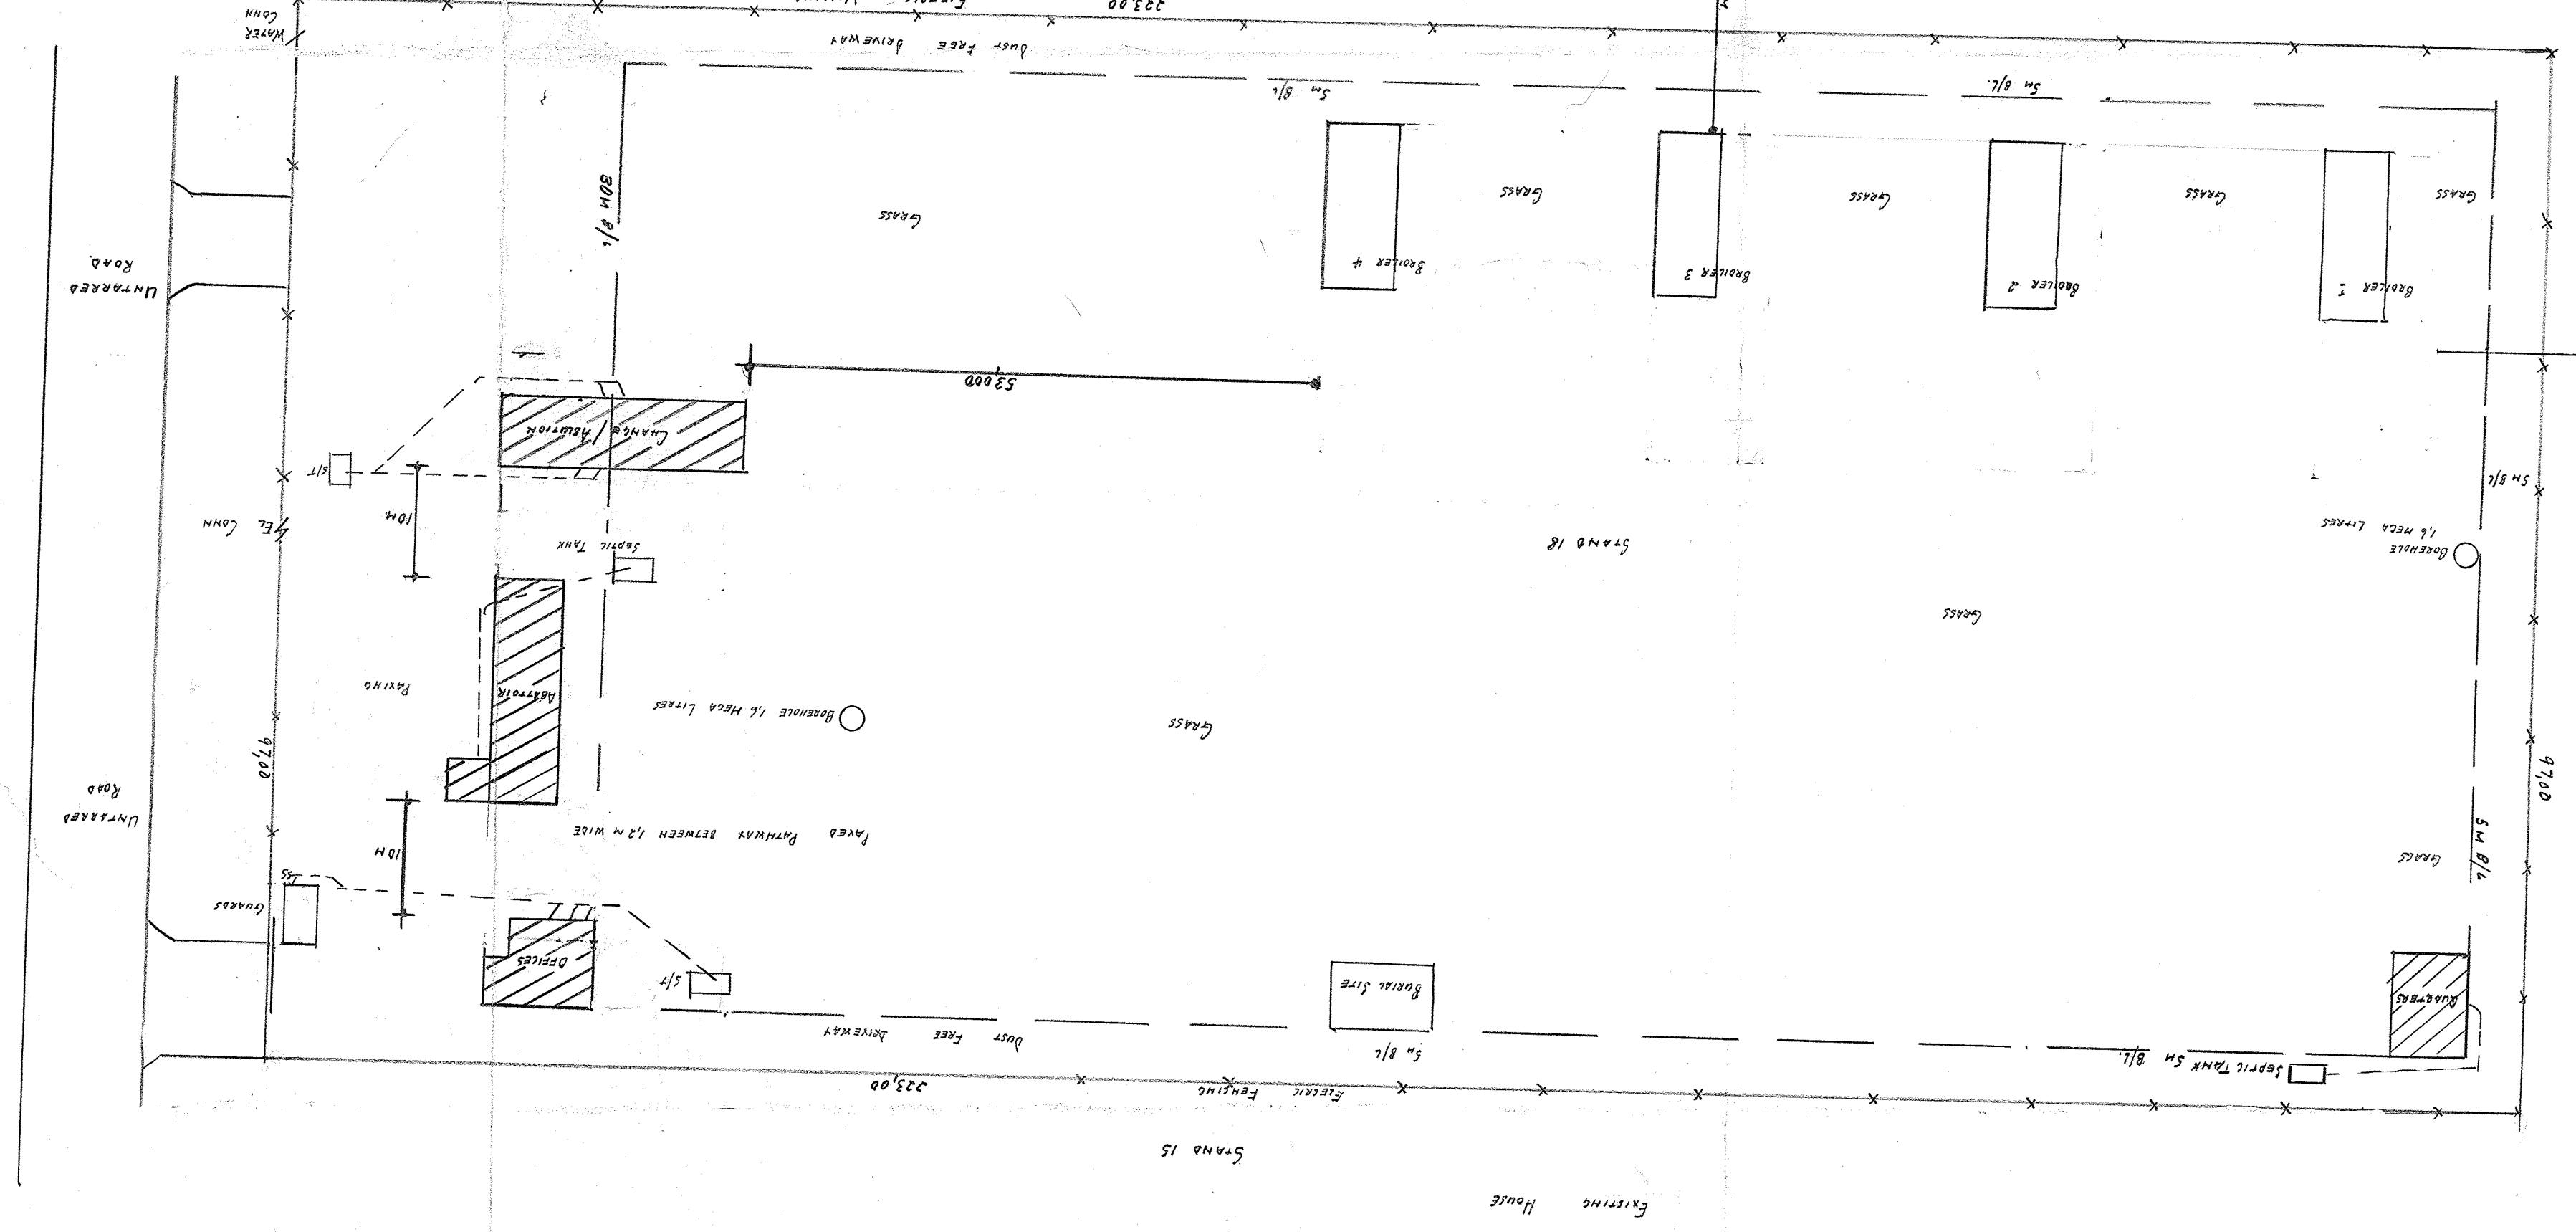 EXISTING HOUSE
STAND 15
ELECRIC FENCING
223,00
SEPTIC TANK 5M B/L.
5M B/L
DUST FREE DRIVEWAY
QUARTERS
BURIAL SITE
S/T
OFFICES
GUARDS
SS
GRASS
5M B/L
97,00
10M
PAVED PATHWAY BETWEEN 1,2 M WIDE
UNTARRED
ROAD
97,00
GRASS
BOREHOLE 1,6 MEGA LITRES
ABATTOIR
PAVING
GRASS
BOREHOLE
1,6 MEGA LITRES
STAND 18
SEPTIC TANK
10M
EL CONN
5M B/L
S/T
CHANGE / ABLUTION
53000
BROILER 1
BROILER 2
BROILER 3
BROILER 4
UNTARRED
ROAD.
GRASS
GRASS
GRASS
GRASS
GRASS
30M B/L
5M B/L.
5M B/L
DUST FREE DRIVEWAY
WATER
CONN
223.00